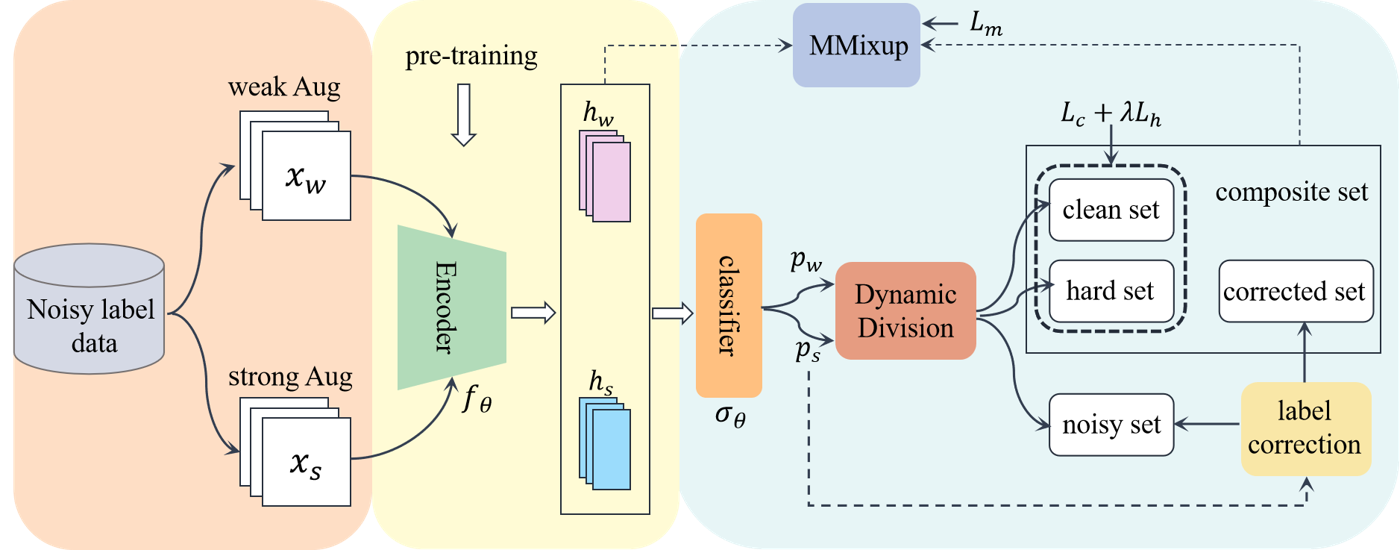 weak Aug
x_w
Noisy label
data
strong Aug
x_s
pre-training
Encoder
f_θ
h_w
h_s
classifier
σ_θ
p_w
p_s
MMixup
L_m
Dynamic
Division
L_c + λL_h
composite set
clean set
hard set
corrected set
noisy set
label
correction